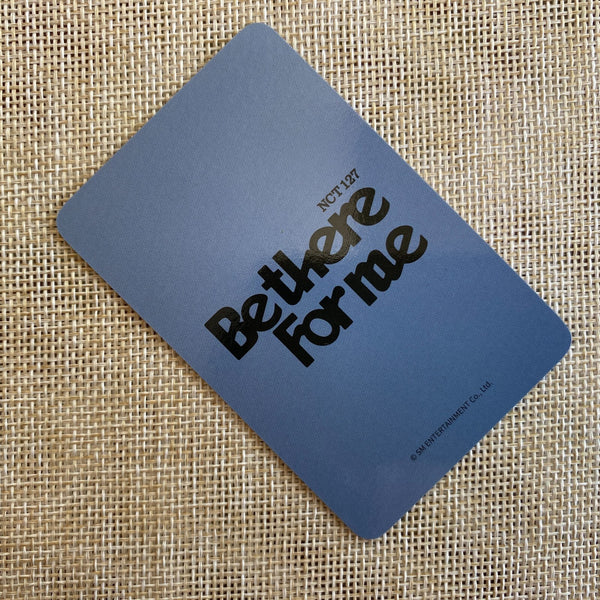 NCT 127
Be there
For me
© SM ENTERTAINMENT Co., Ltd.